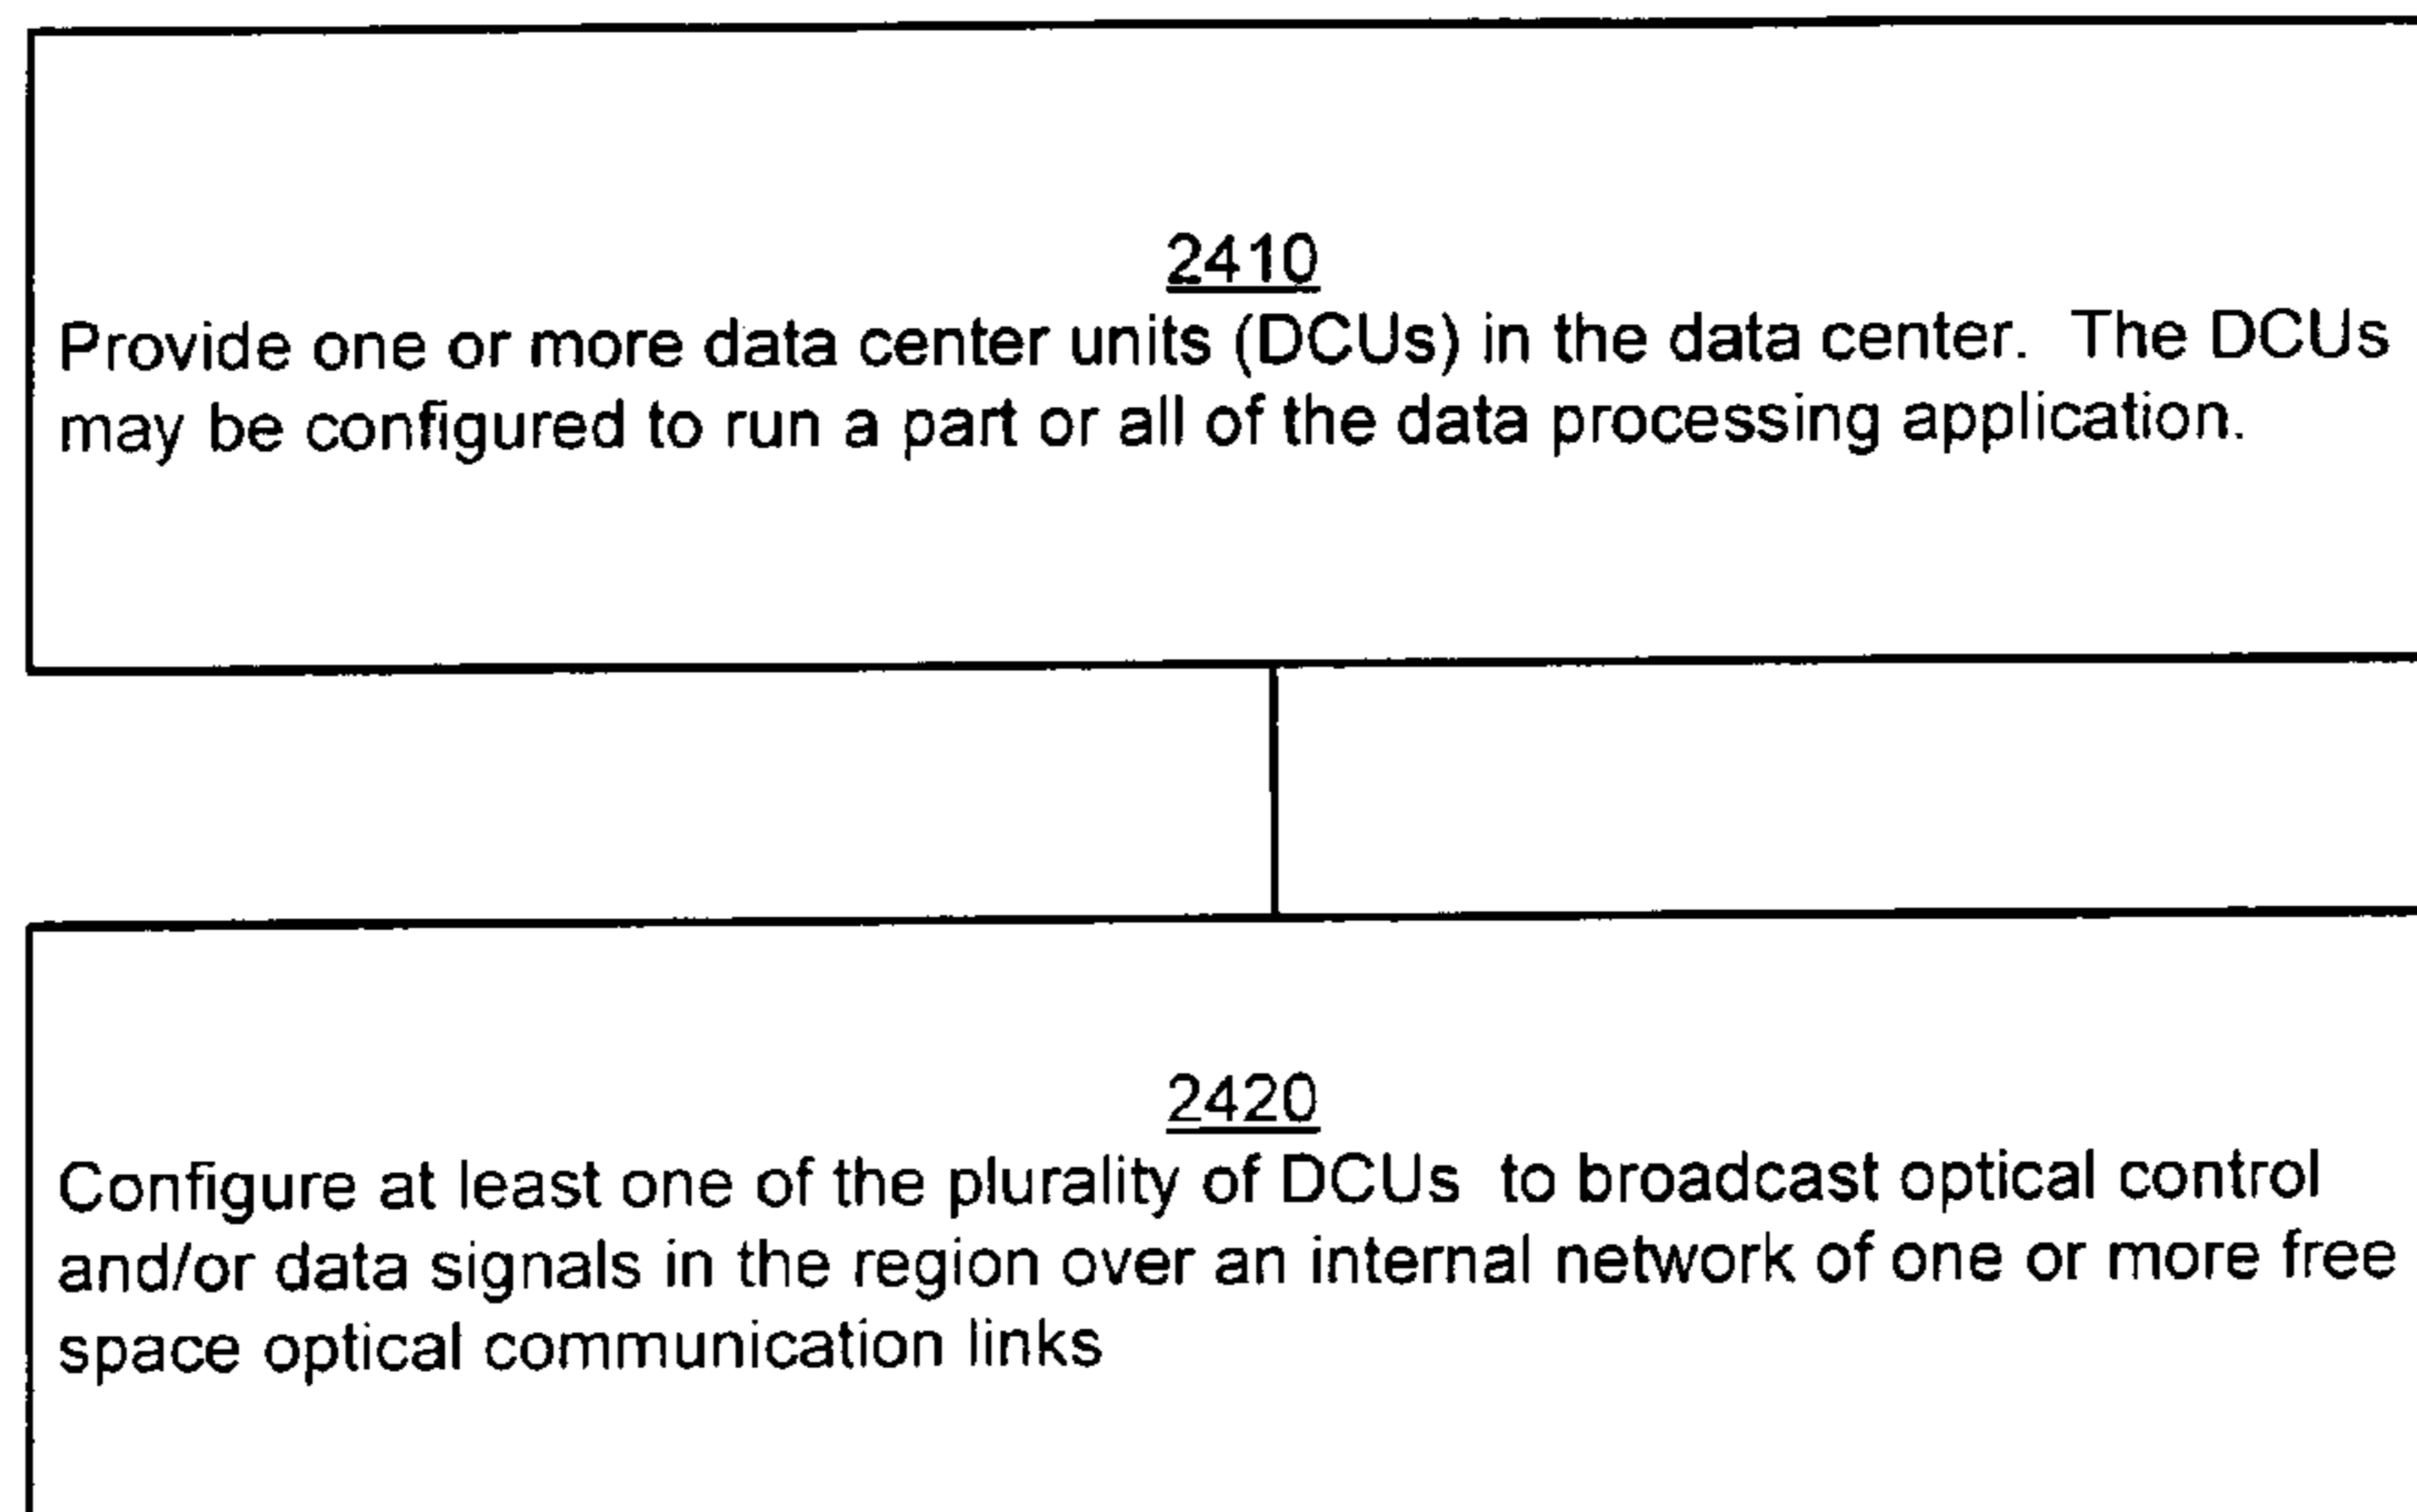 2410
Provide one or more data center units (DCUs) in the data center. The DCUs
may be configured to run a part or all of the data processing application.
2420
Configure at least one of the plurality of DCUs to broadcast optical control
and/or data signals in the region over an internal network of one or more free
space optical communication links